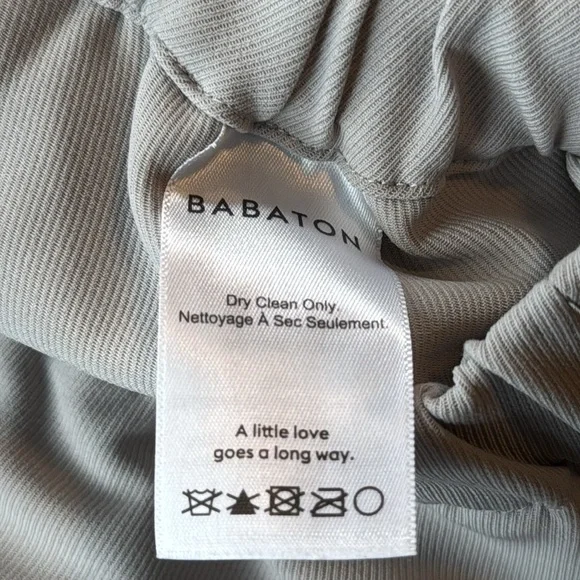 BABATON
Dry Clean Only.
Nettoyage À Sec Seulement.
A little love
goes a long way.